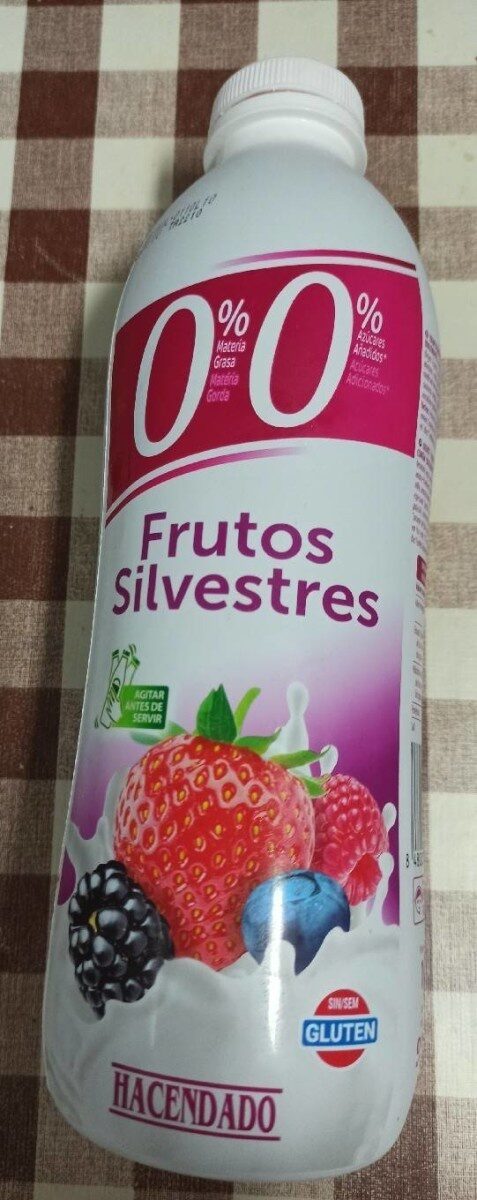 0%
Materia
Grasa
Matéria
Gorda
0%
Azúcares
Añadidos*
Açúcares
Adicionados*
Frutos
Silvestres
AGITAR
ANTES DE
SERVIR
SIN/SEM
GLUTEN
HACENDADO